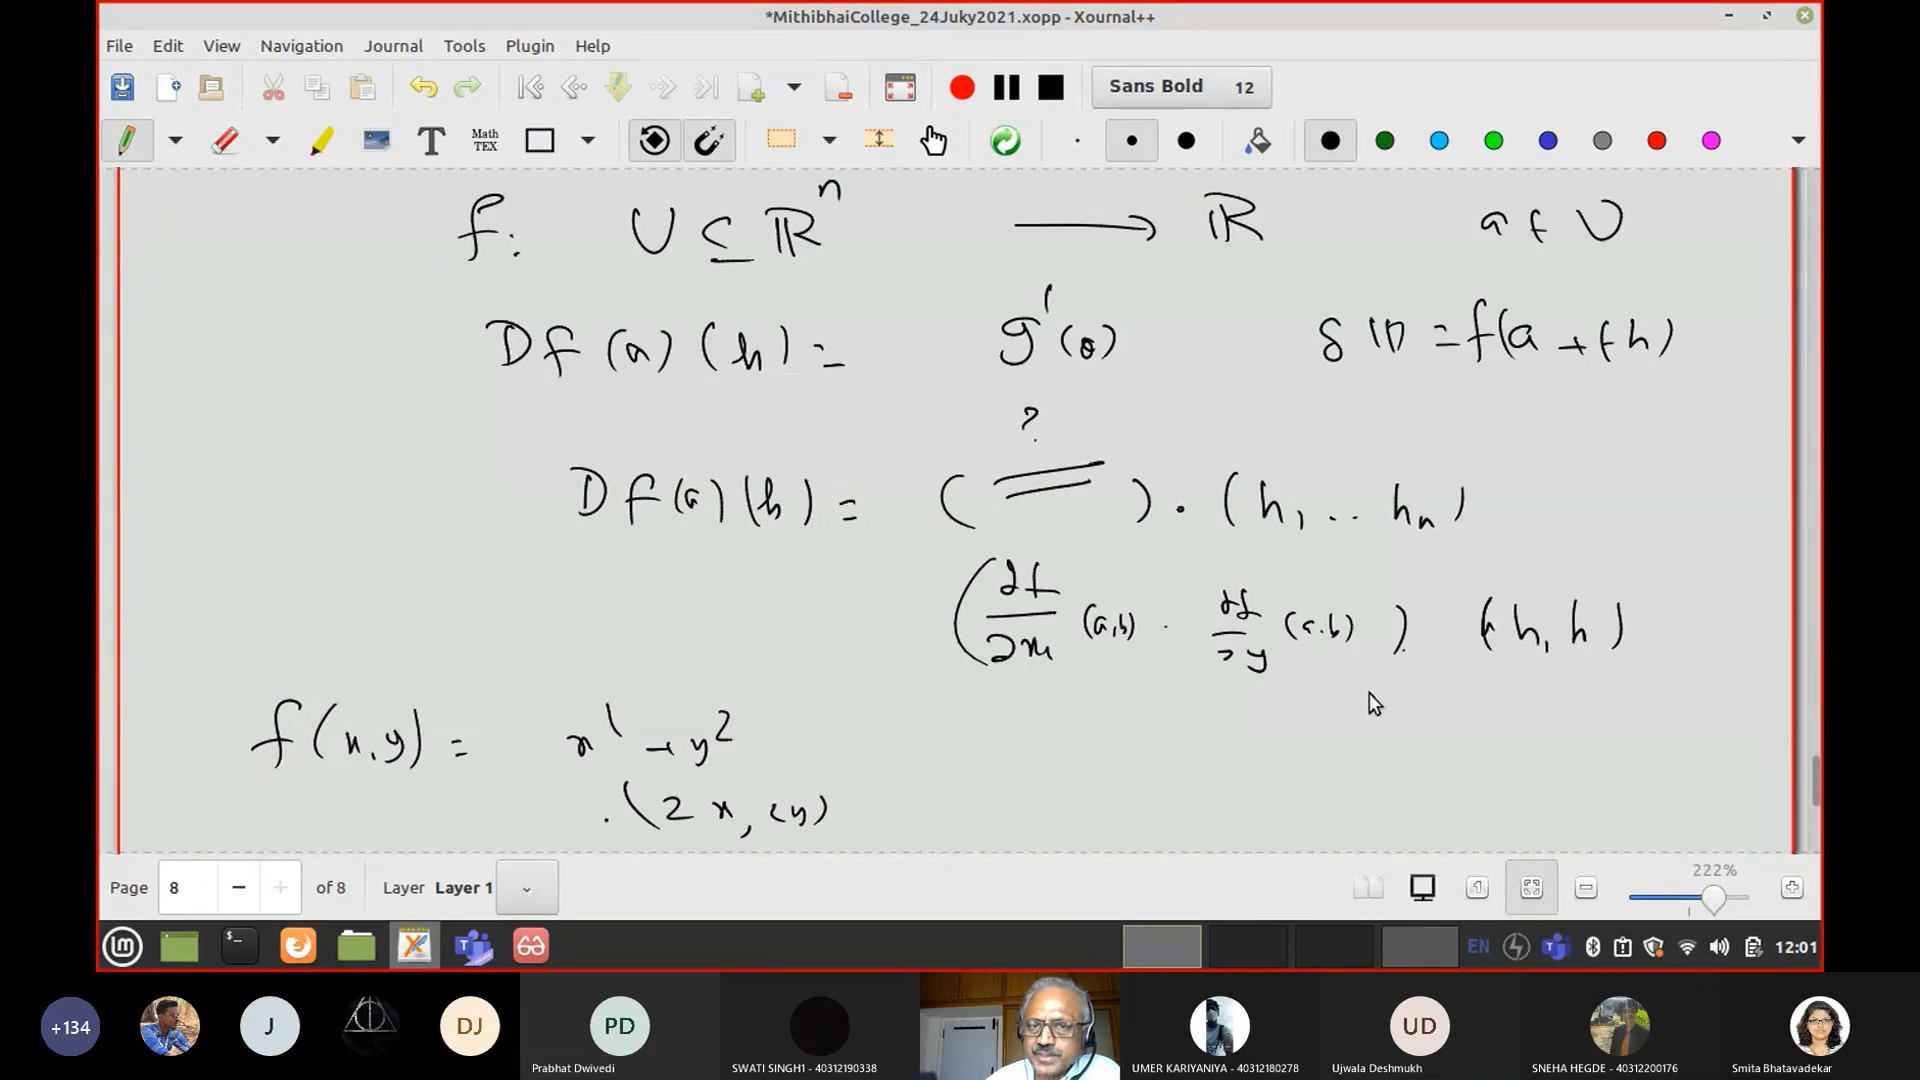 *MithibhaiCollege_24Juky2021.xopp - Xournal++
File Edit View Navigation Journal Tools Plugin Help
Sans Bold 12
T Math TEX
f: U ⊆ ℝⁿ ⟶ ℝ a ∈ U
Df(a)(h) = g'(0) g(t) = f(a + th)
?
Df(a)(h) = ( ) . (h₁ .. hₙ)
(∂f/∂x (a,b) . ∂f/∂y (a.b) ) (h, h)
f(x,y) = x² + y²
. (2x, 2y)
222%
Page 8 of 8 Layer Layer 1
EN 12:01
+134 J DJ PD UD
Prabhat Dwivedi SWATI SINGH1 - 40312190338 UMER KARIYANIYA - 40312180278 Ujwala Deshmukh SNEHA HEGDE - 40312200176 Smita Bhatavadekar